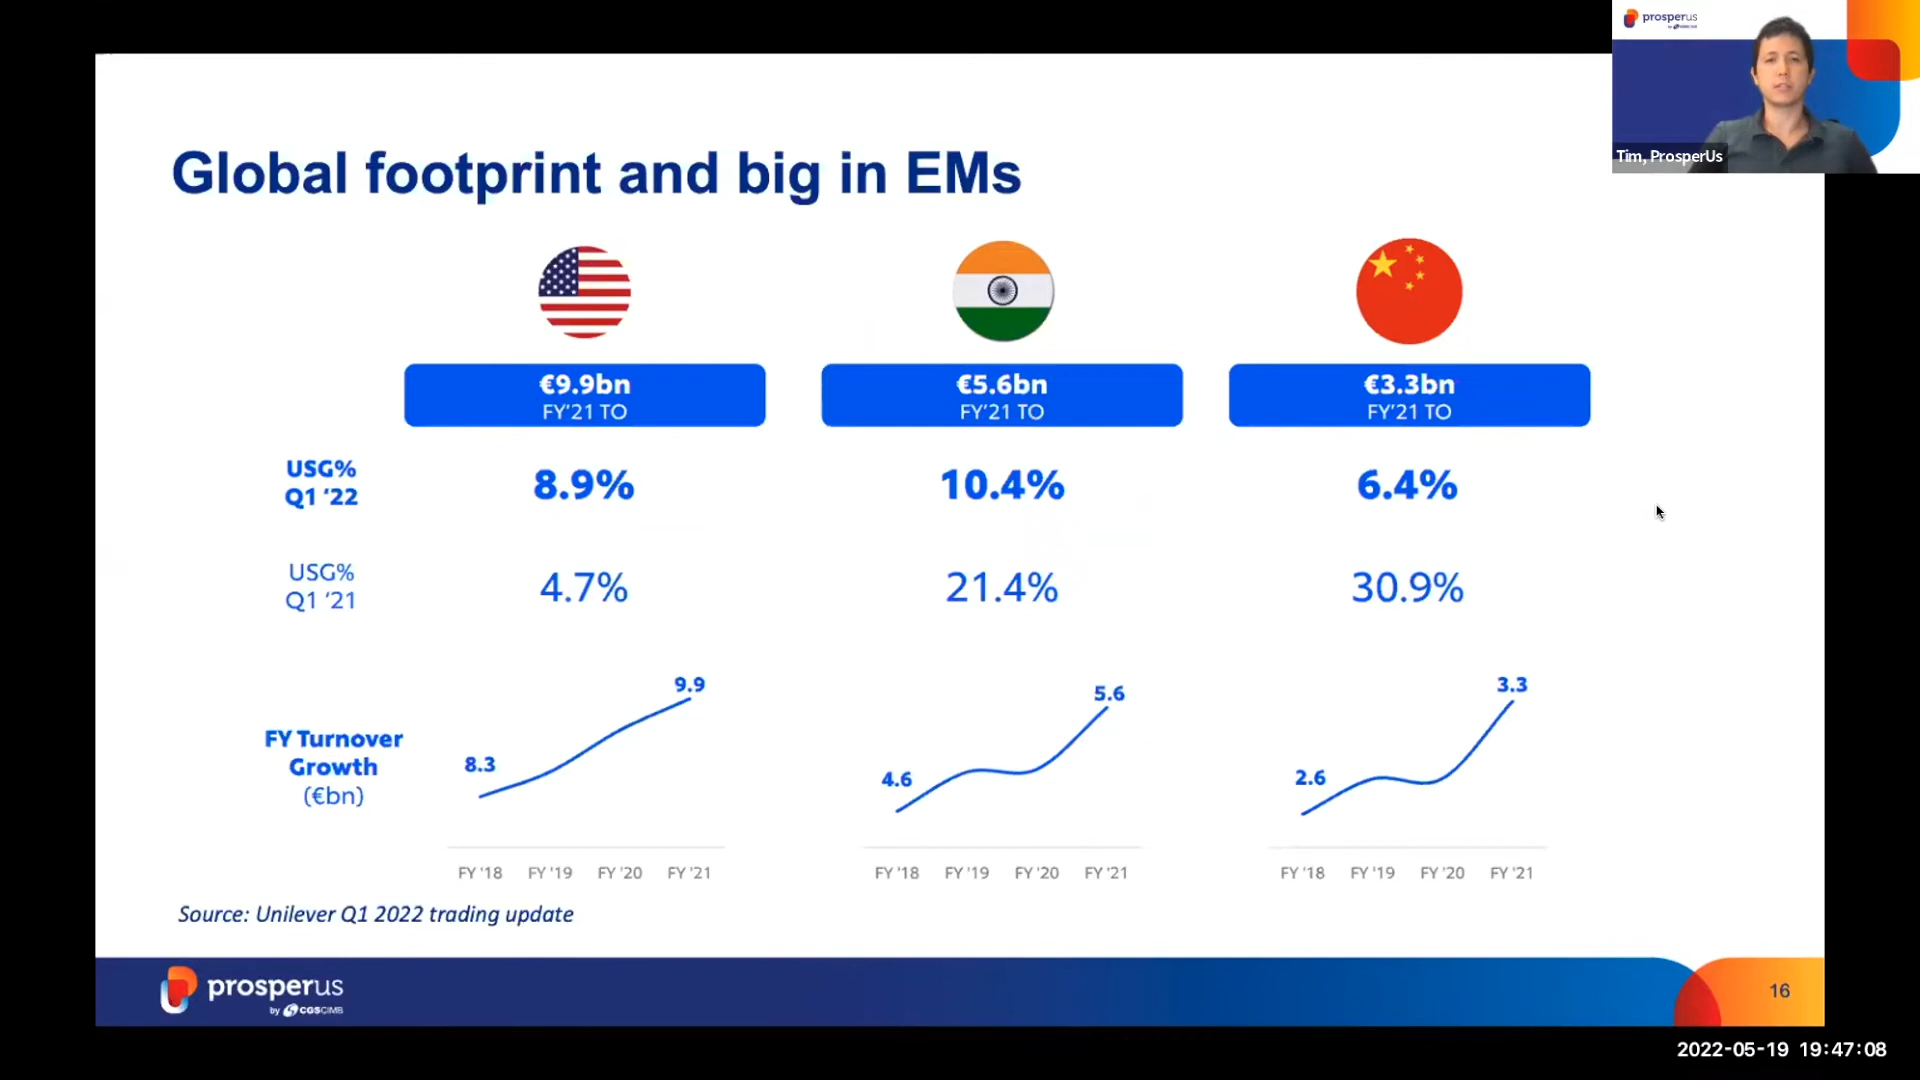 prosperus
Tim, ProsperUs
Global footprint and big in EMs
€9.9bn
FY'21 TO
€5.6bn
FY'21 TO
€3.3bn
FY'21 TO
USG%
Q1 '22
8.9%
10.4%
6.4%
USG%
Q1 '21
4.7%
21.4%
30.9%
FY Turnover
Growth
(€bn)
8.3
9.9
FY '18 FY '19 FY '20 FY '21
4.6
5.6
FY '18 FY '19 FY '20 FY '21
2.6
3.3
FY '18 FY '19 FY '20 FY '21
Source: Unilever Q1 2022 trading update
prosperus
by CGSCIMB
16
2022-05-19 19:47:08